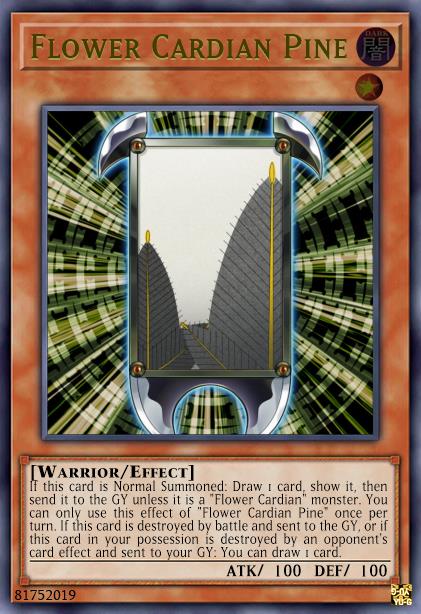 FLOWER CARDIAN PINE
DARK
闇
[WARRIOR/EFFECT]
If this card is Normal Summoned: Draw 1 card, show it, then
send it to the GY unless it is a "Flower Cardian" monster. You
can only use this effect of "Flower Cardian Pine" once per
turn. If this card is destroyed by battle and sent to the GY, or if
this card in your possession is destroyed by an opponent's
card effect and sent to your GY: You can draw 1 card.
ATK/ 100 DEF/ 100
81752019